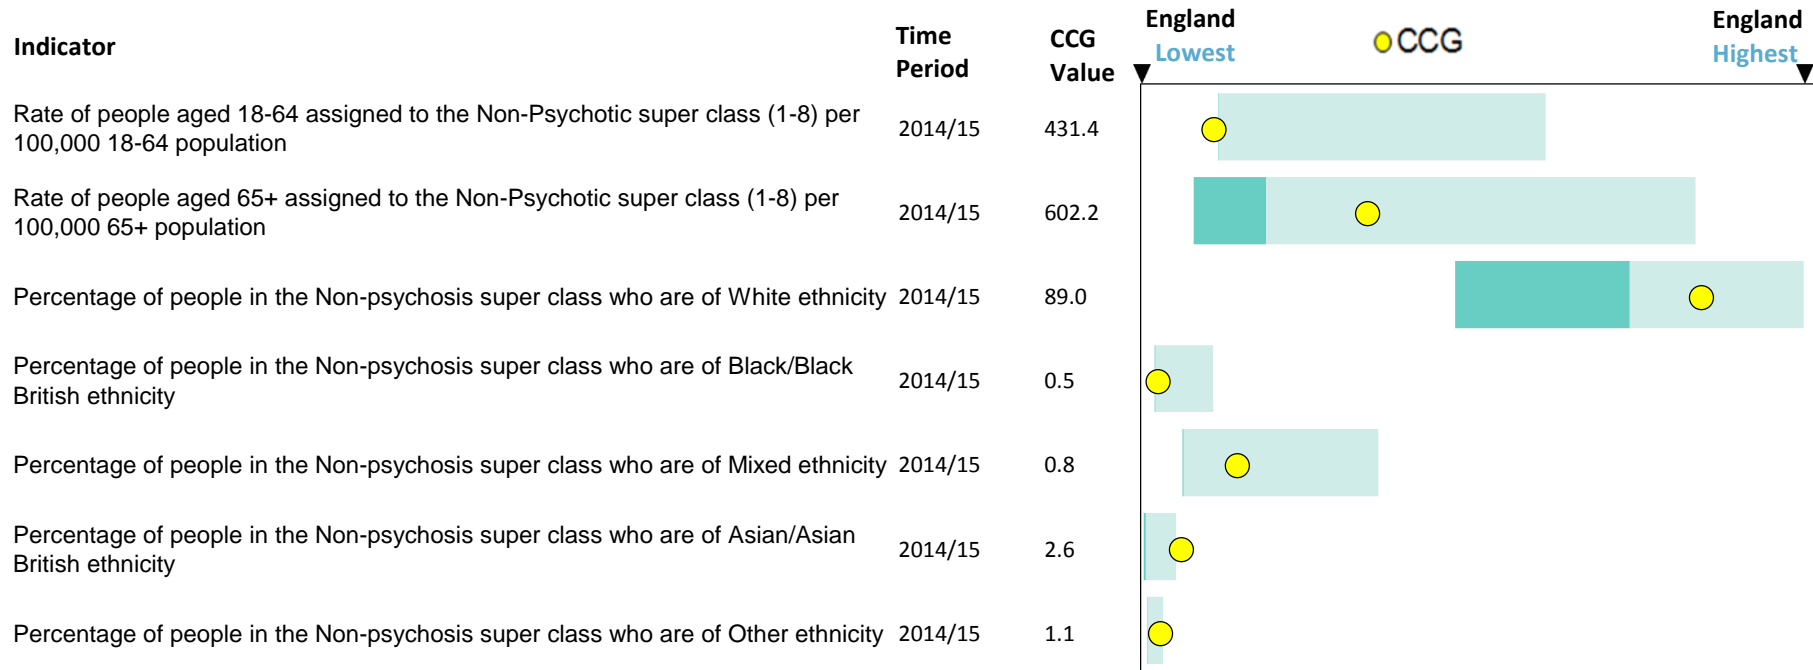 Indicator
Time
Period
CCG
Value
England
Lowest
CCG
England
Highest
Rate of people aged 18-64 assigned to the Non-Psychotic super class (1-8) per
100,000 18-64 population
2014/15
431.4
Rate of people aged 65+ assigned to the Non-Psychotic super class (1-8) per
100,000 65+ population
2014/15
602.2
Percentage of people in the Non-psychosis super class who are of White ethnicity
2014/15
89.0
Percentage of people in the Non-psychosis super class who are of Black/Black
British ethnicity
2014/15
0.5
Percentage of people in the Non-psychosis super class who are of Mixed ethnicity
2014/15
0.8
Percentage of people in the Non-psychosis super class who are of Asian/Asian
British ethnicity
2014/15
2.6
Percentage of people in the Non-psychosis super class who are of Other ethnicity
2014/15
1.1